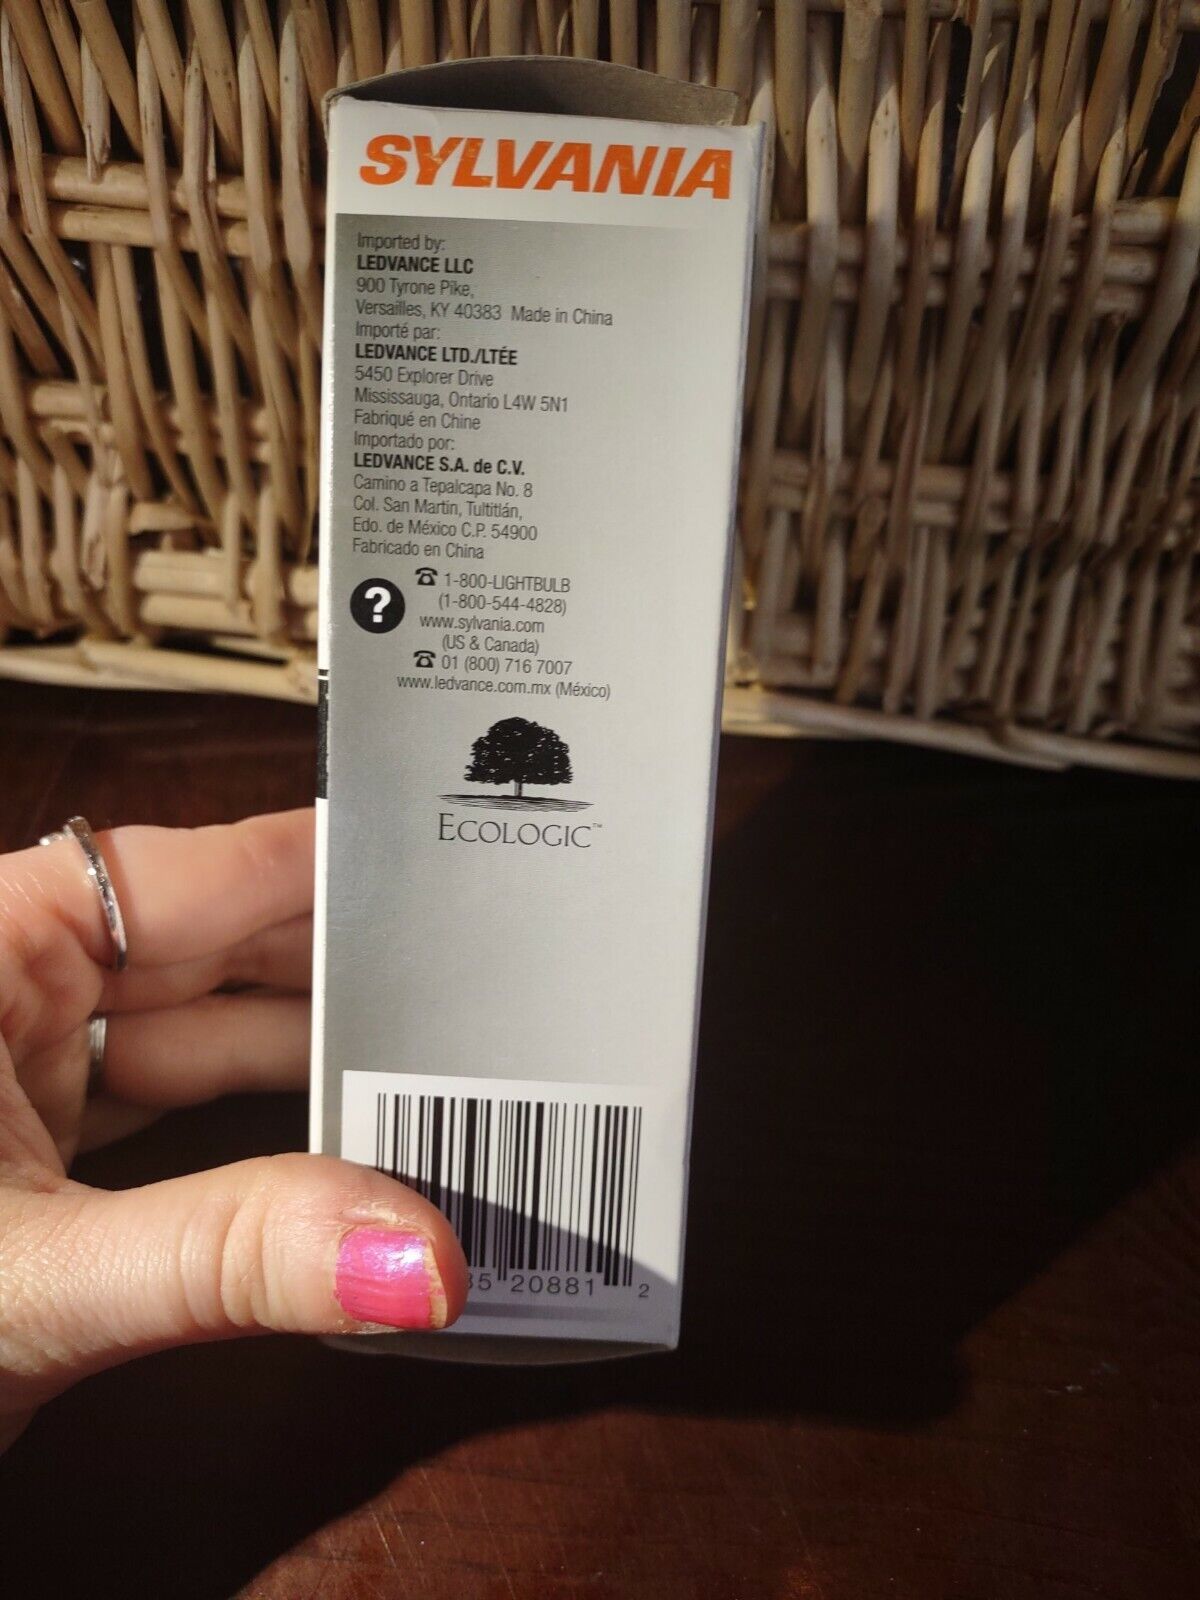 SYLVANIA
Imported by:
LEDVANCE LLC
900 Tyrone Pike,
Versailles, KY 40383 Made in China
Importé par:
LEDVANCE LTD./LTÉE
5450 Explorer Drive
Mississauga, Ontario L4W 5N1
Fabriqué en Chine
Importado por:
LEDVANCE S.A. de C.V.
Camino a Tepalcapa No. 8
Col. San Martin, Tultitlán,
Edo. de México C.P. 54900
Fabricado en China
?
1-800-LIGHTBULB
(1-800-544-4828)
www.sylvania.com
(US & Canada)
01 (800) 716 7007
www.ledvance.com.mx (México)
ECOLOGIC™
35 20881 2